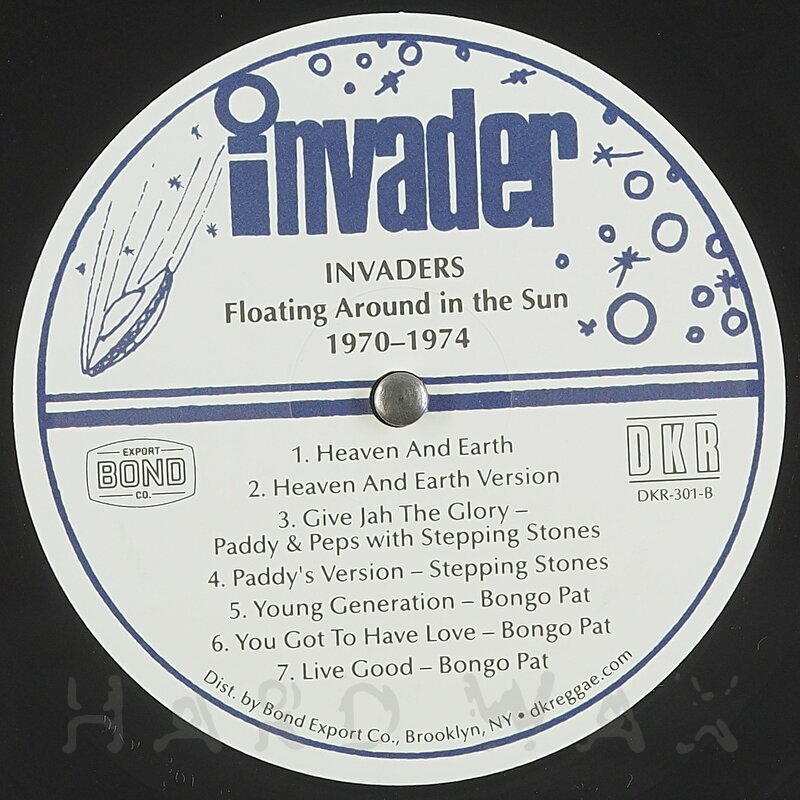 invader
INVADERS
Floating Around in the Sun
1970–1974
EXPORT
BOND
CO.
DKR
DKR-301-B
1. Heaven And Earth
2. Heaven And Earth Version
3. Give Jah The Glory –
Paddy & Peps with Stepping Stones
4. Paddy's Version – Stepping Stones
5. Young Generation – Bongo Pat
6. You Got To Have Love – Bongo Pat
7. Live Good – Bongo Pat
Dist. by Bond Export Co., Brooklyn, NY • dkreggae.com
HARD WAX